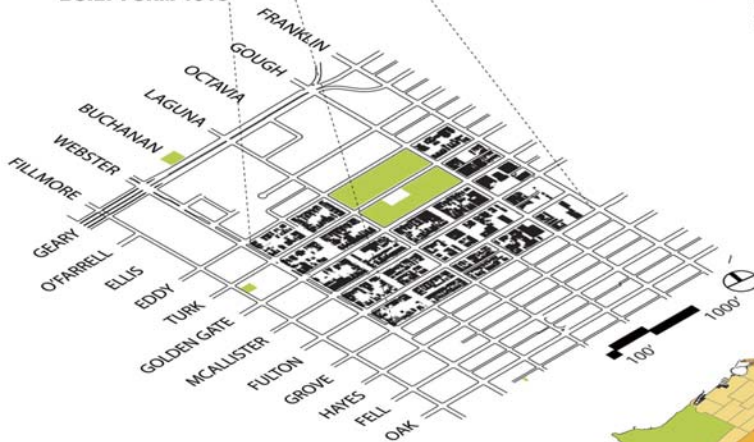 FRANKLIN
GOUGH
OCTAVIA
LAGUNA
BUCHANAN
WEBSTER
FILLMORE
GEARY
O'FARRELL
ELLIS
EDDY
TURK
GOLDEN GATE
MCALLISTER
FULTON
GROVE
HAYES
FELL
OAK
100'
1000'